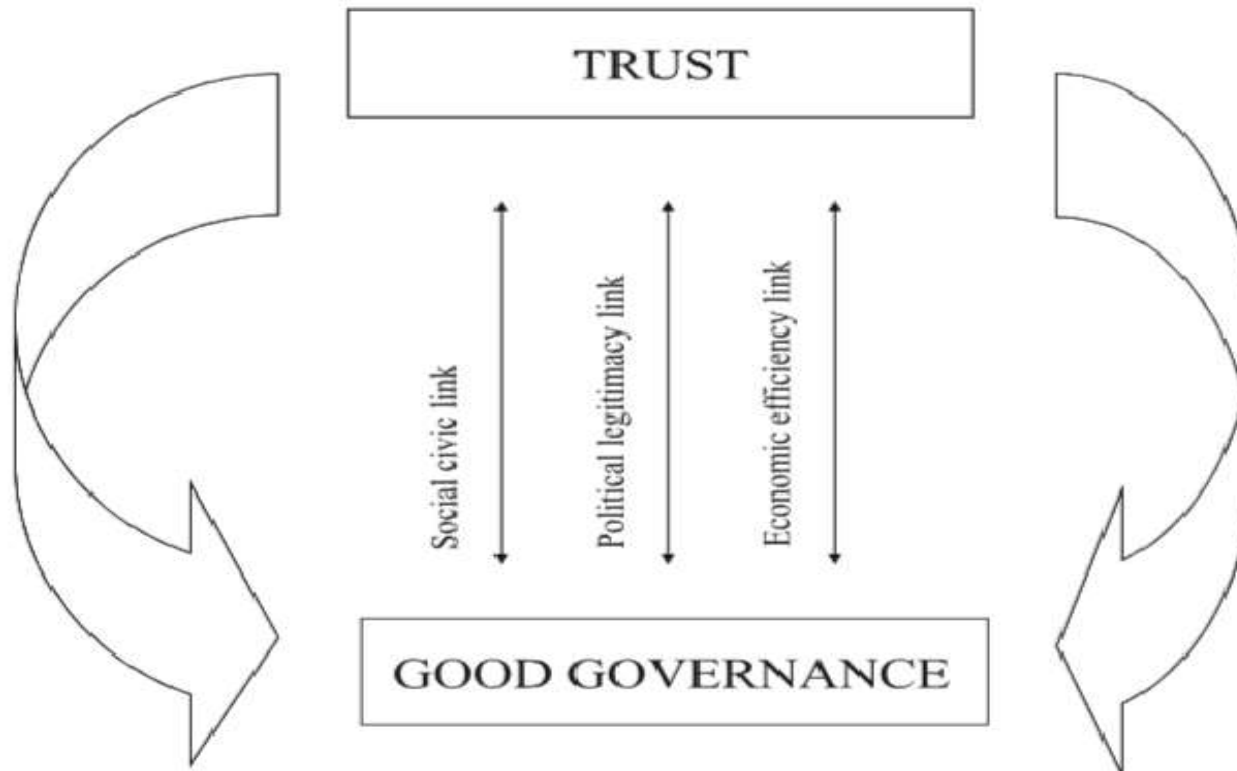 TRUST
Social civic link
Political legitimacy link
Economic efficiency link
GOOD GOVERNANCE